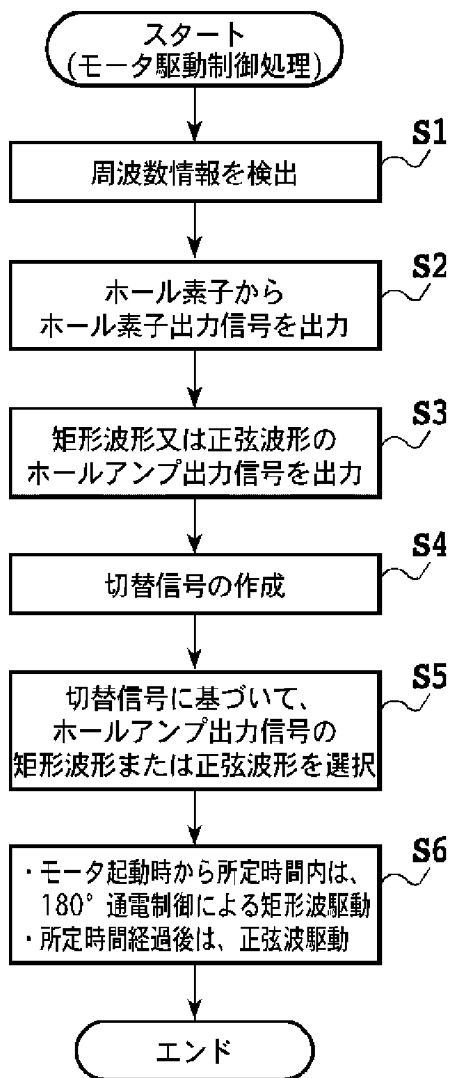 スタート
(モータ駆動制御処理)
S1
周波数情報を検出
S2
ホール素子から
ホール素子出力信号を出力
S3
矩形波形又は正弦波形の
ホールアンプ出力信号を出力
S4
切替信号の作成
S5
切替信号に基づいて、
ホールアンプ出力信号の
矩形波形または正弦波形を選択
S6
・モータ起動時から所定時間内は、
180°通電制御による矩形波駆動
・所定時間経過後は、正弦波駆動
エンド